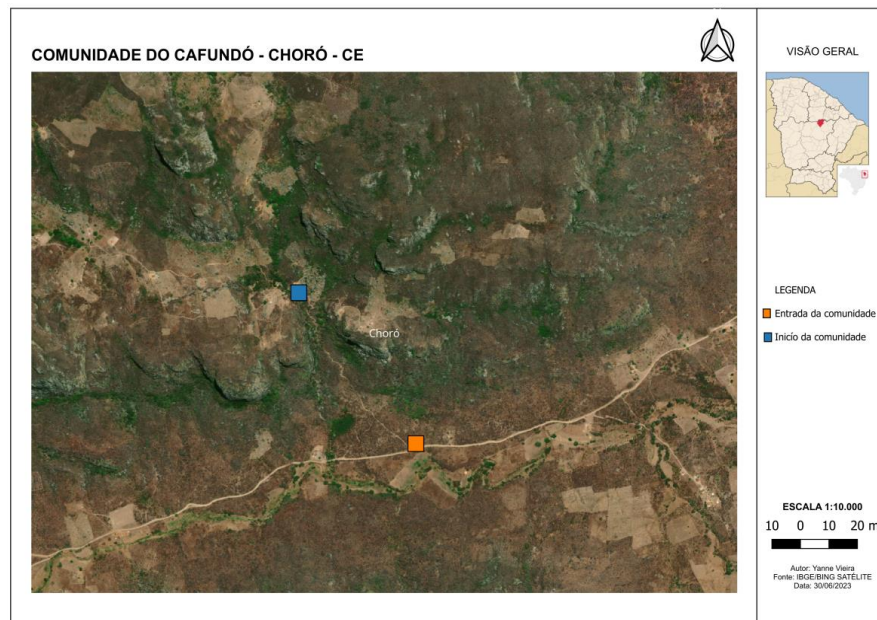 COMUNIDADE DO CAFUNDÓ - CHORÓ - CE
Choró
VISÃO GERAL
LEGENDA
Entrada da comunidade
Inicío da comunidade
ESCALA 1:10.000
10 0 10 20 m
Autor: Yanne Vieira
Fonte: IBGE/BING SATÉLITE
Data: 30/06/2023